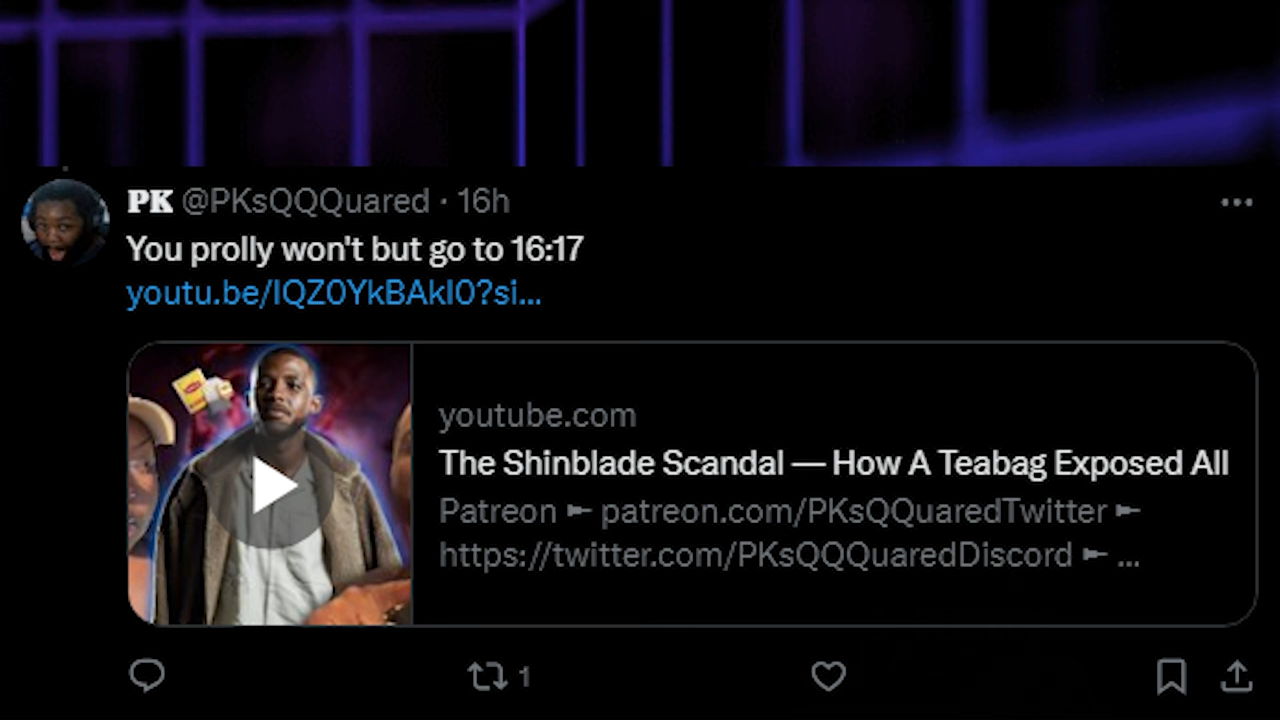 PK @PKsQQQuared · 16h
You prolly won't but go to 16:17
youtu.be/IQZ0YkBAkI0?si...
youtube.com
The Shinblade Scandal — How A Teabag Exposed All
Patreon ► patreon.com/PKsQQuaredTwitter ►
https://twitter.com/PKsQQQuaredDiscord ► ...
1